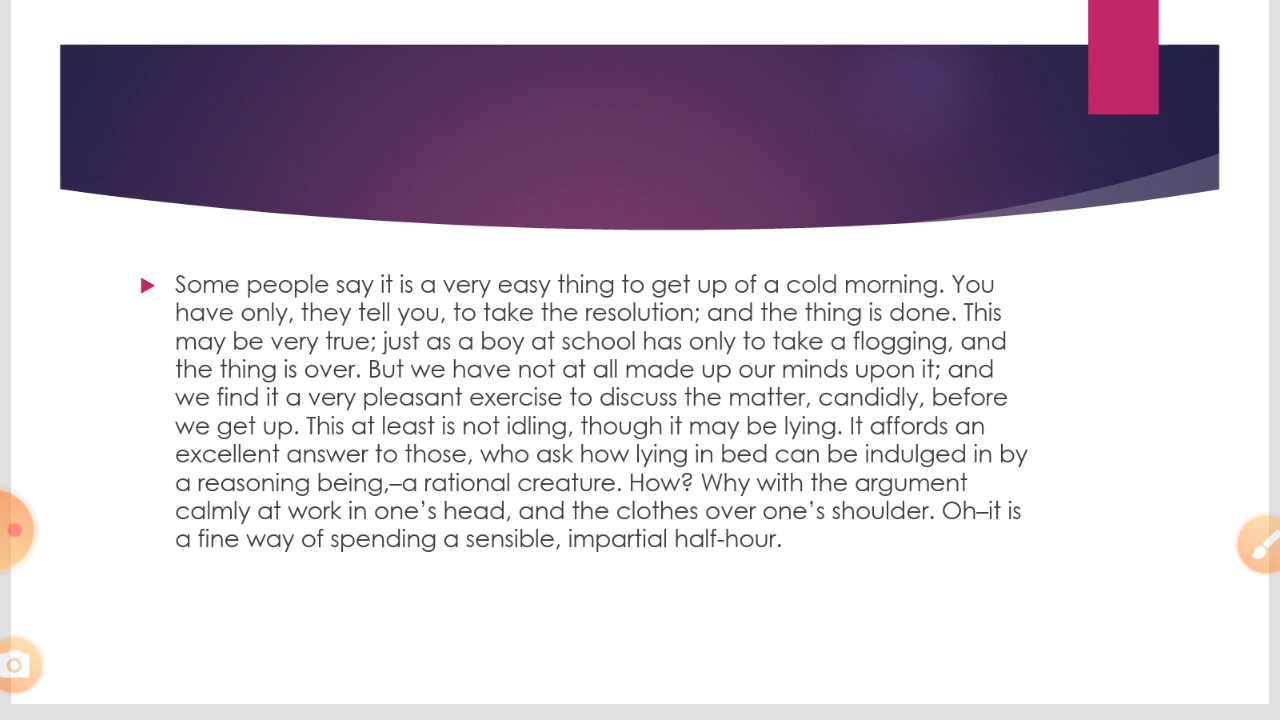 Some people say it is a very easy thing to get up of a cold morning. You
have only, they tell you, to take the resolution; and the thing is done. This
may be very true; just as a boy at school has only to take a flogging, and
the thing is over. But we have not at all made up our minds upon it; and
we find it a very pleasant exercise to discuss the matter, candidly, before
we get up. This at least is not idling, though it may be lying. It affords an
excellent answer to those, who ask how lying in bed can be indulged in by
a reasoning being,–a rational creature. How? Why with the argument
calmly at work in one’s head, and the clothes over one’s shoulder. Oh–it is
a fine way of spending a sensible, impartial half-hour.